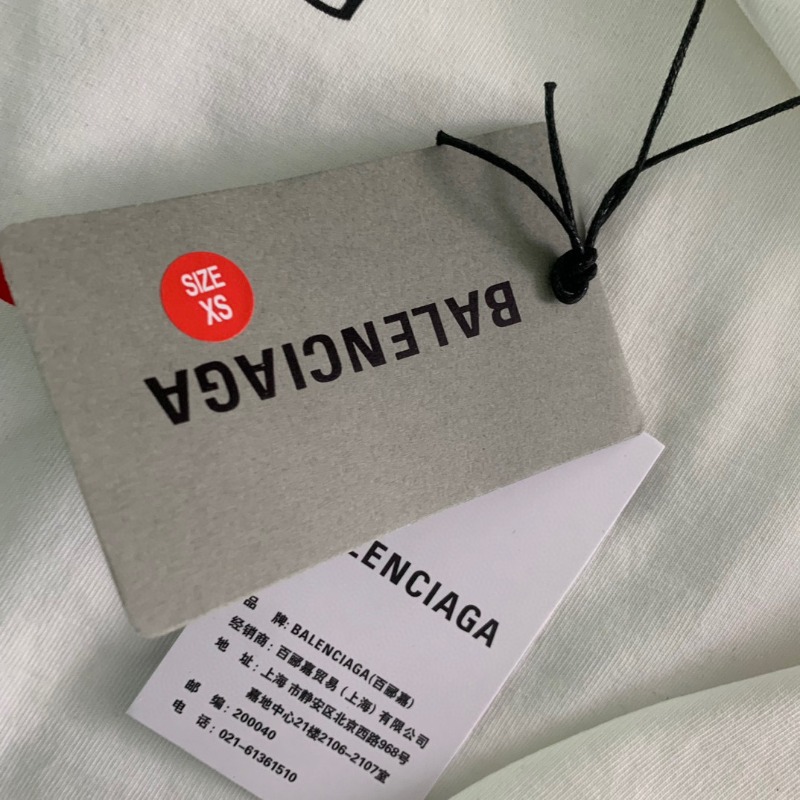 SIZE
XS
BALENCIAGA
LENCIAGA
品 牌: BALENCIAGA(百郦嘉)
经销商: 百郦嘉贸易 (上海) 有限公司
地 址: 上海市静安区北京西路968号
嘉地中心21楼2106-2107室
邮 编: 200040
电 话: 021-61361510